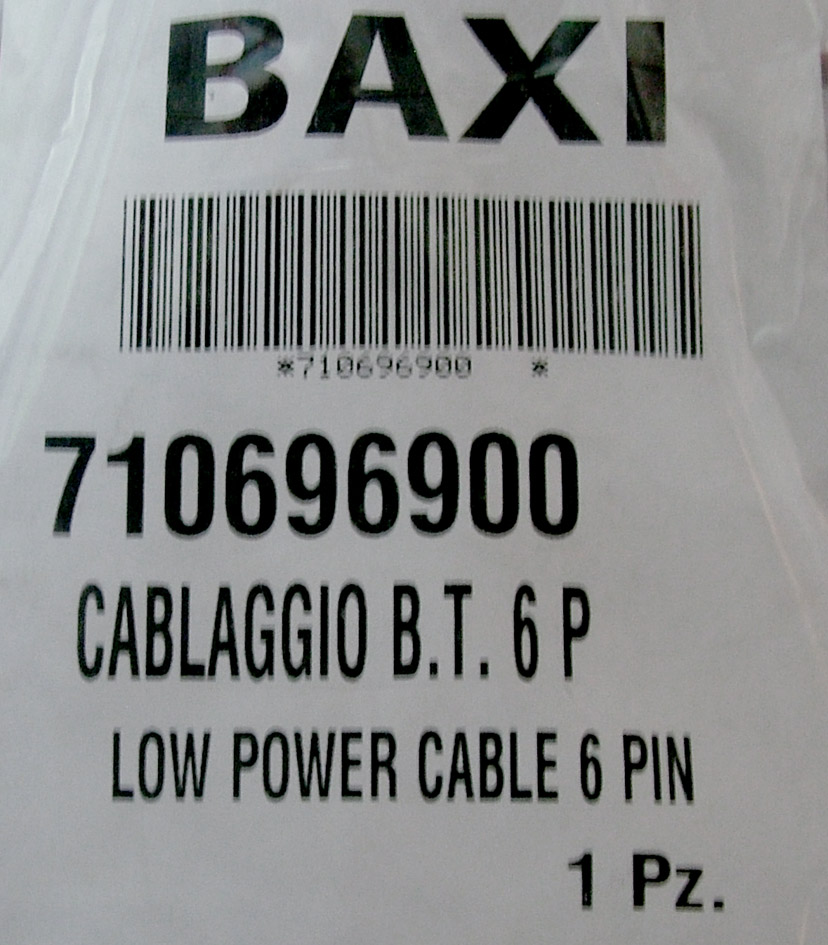 BAXI
*710696900 *
710696900
CABLAGGIO B.T. 6 P
LOW POWER CABLE 6 PIN
1 Pz.